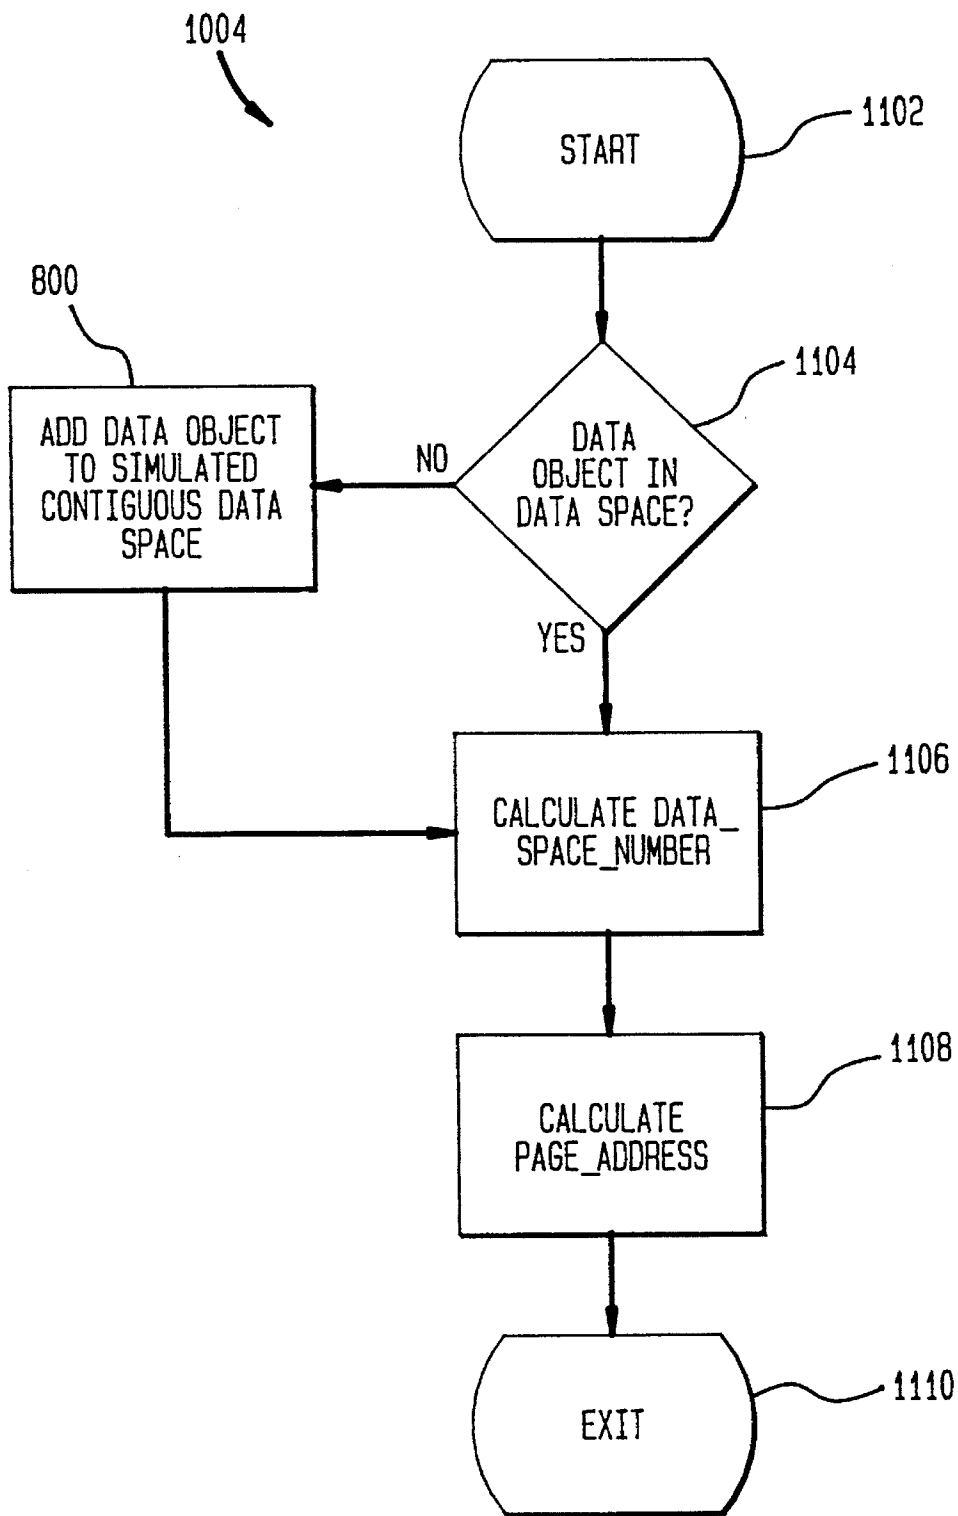 1004
START
1102
800
ADD DATA OBJECT
TO SIMULATED
CONTIGUOUS DATA
SPACE
NO
DATA
OBJECT IN
DATA SPACE?
1104
YES
CALCULATE DATA_
SPACE_NUMBER
1106
CALCULATE
PAGE_ADDRESS
1108
EXIT
1110